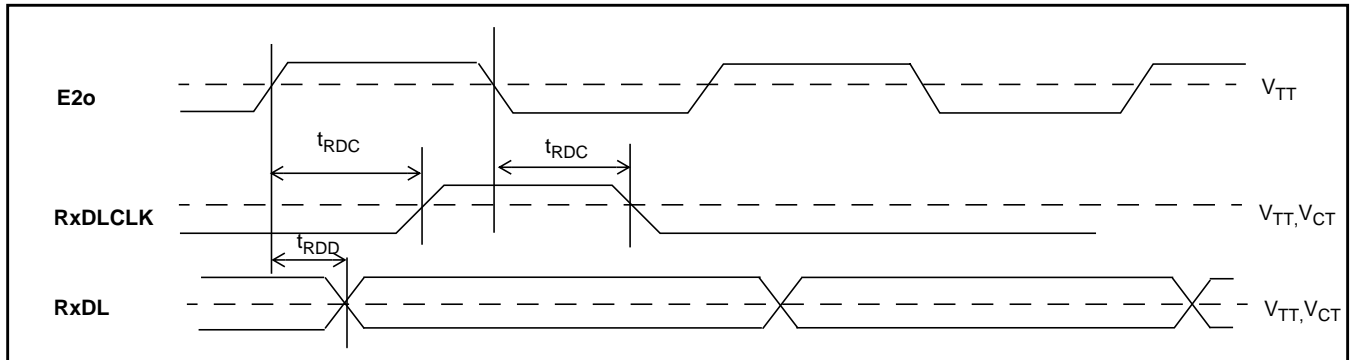 E2o
V_TT
t_RDC
t_RDC
RxDLCLK
V_TT,V_CT
t_RDD
RxDL
V_TT,V_CT